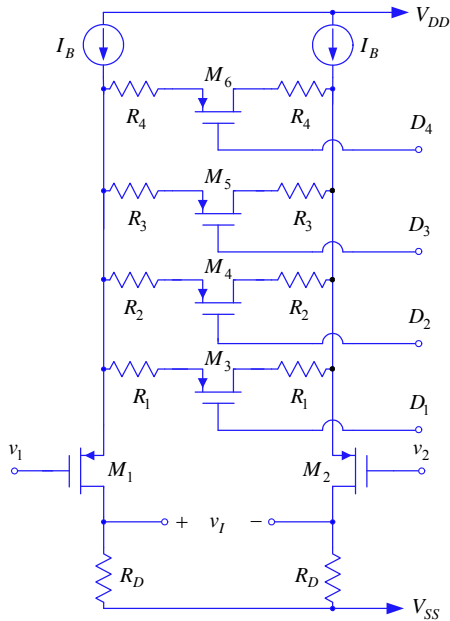 V_DD
I_B I_B
M_6
R_4 R_4
D_4
M_5
R_3 R_3
D_3
M_4
R_2 R_2
D_2
M_3
R_1 R_1
D_1
v_1 v_2
M_1 M_2
+ v_I −
R_D R_D
V_SS